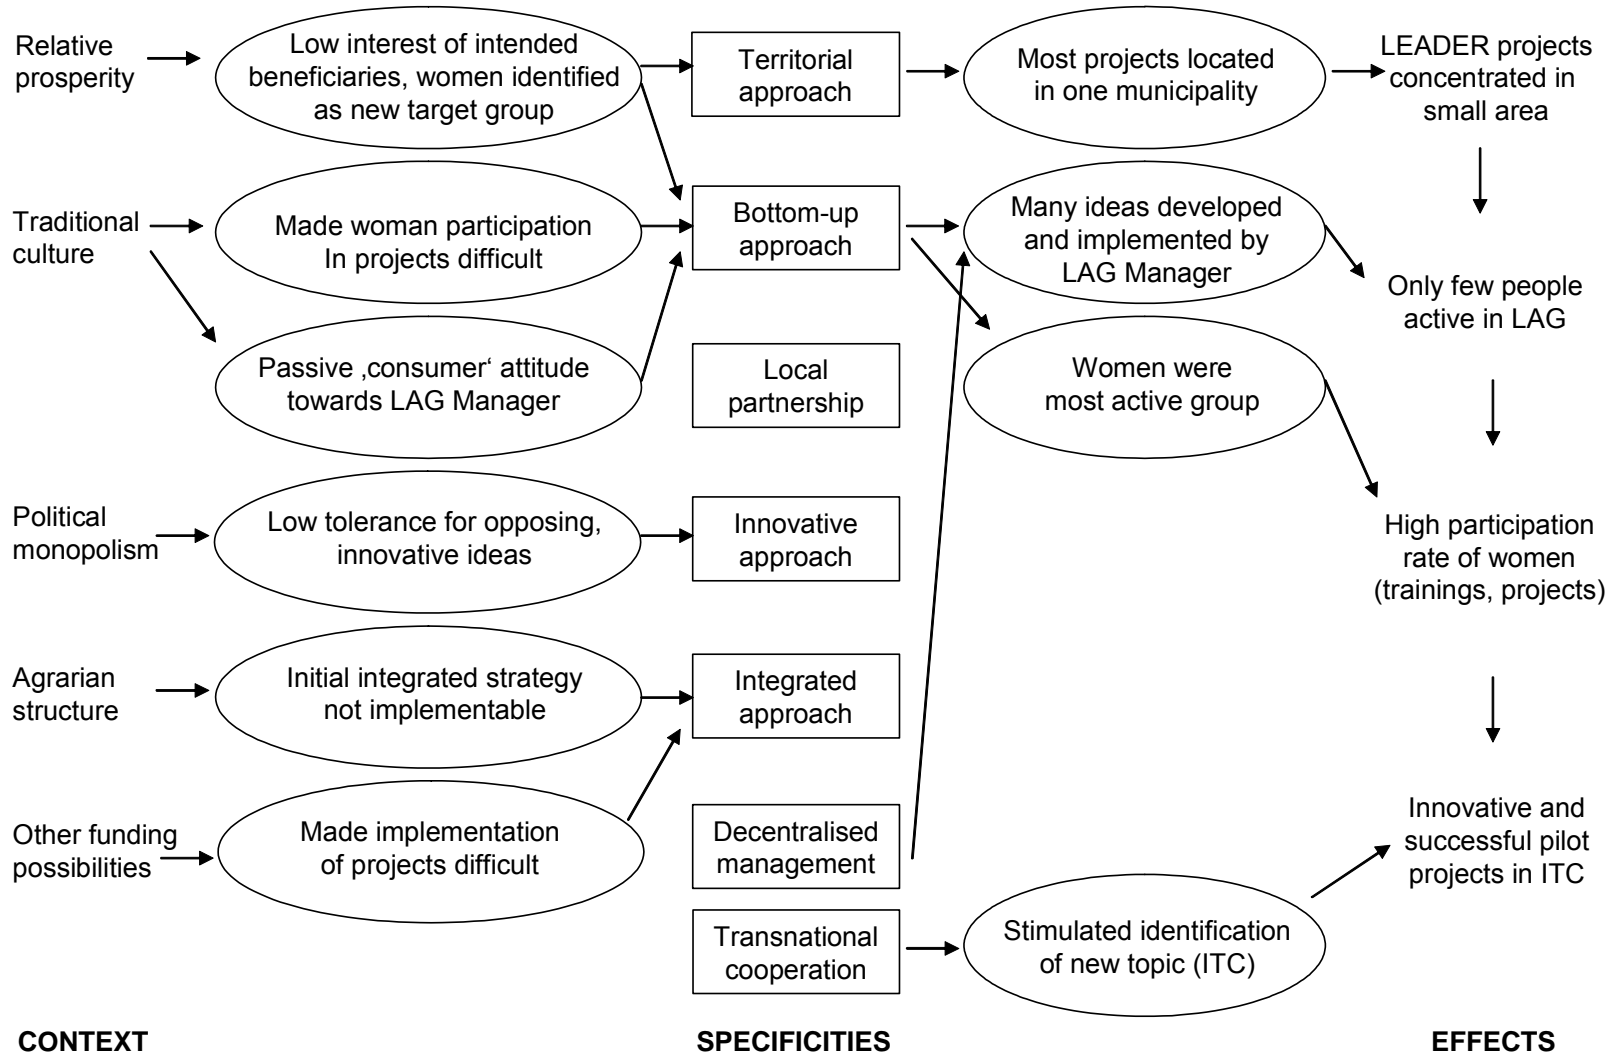 Relative
prosperity
Low interest of intended
beneficiaries, women identified
as new target group
Territorial
approach
Most projects located
in one municipality
LEADER projects
concentrated in
small area
Traditional
culture
Made woman participation
In projects difficult
Bottom-up
approach
Many ideas developed
and implemented by
LAG Manager
Only few people
active in LAG
Passive ‚consumer‘ attitude
towards LAG Manager
Local
partnership
Women were
most active group
Political
monopolism
Low tolerance for opposing,
innovative ideas
Innovative
approach
High participation
rate of women
(trainings, projects)
Agrarian
structure
Initial integrated strategy
not implementable
Integrated
approach
Other funding
possibilities
Made implementation
of projects difficult
Decentralised
management
Innovative and
successful pilot
projects in ITC
Transnational
cooperation
Stimulated identification
of new topic (ITC)
CONTEXT
SPECIFICITIES
EFFECTS